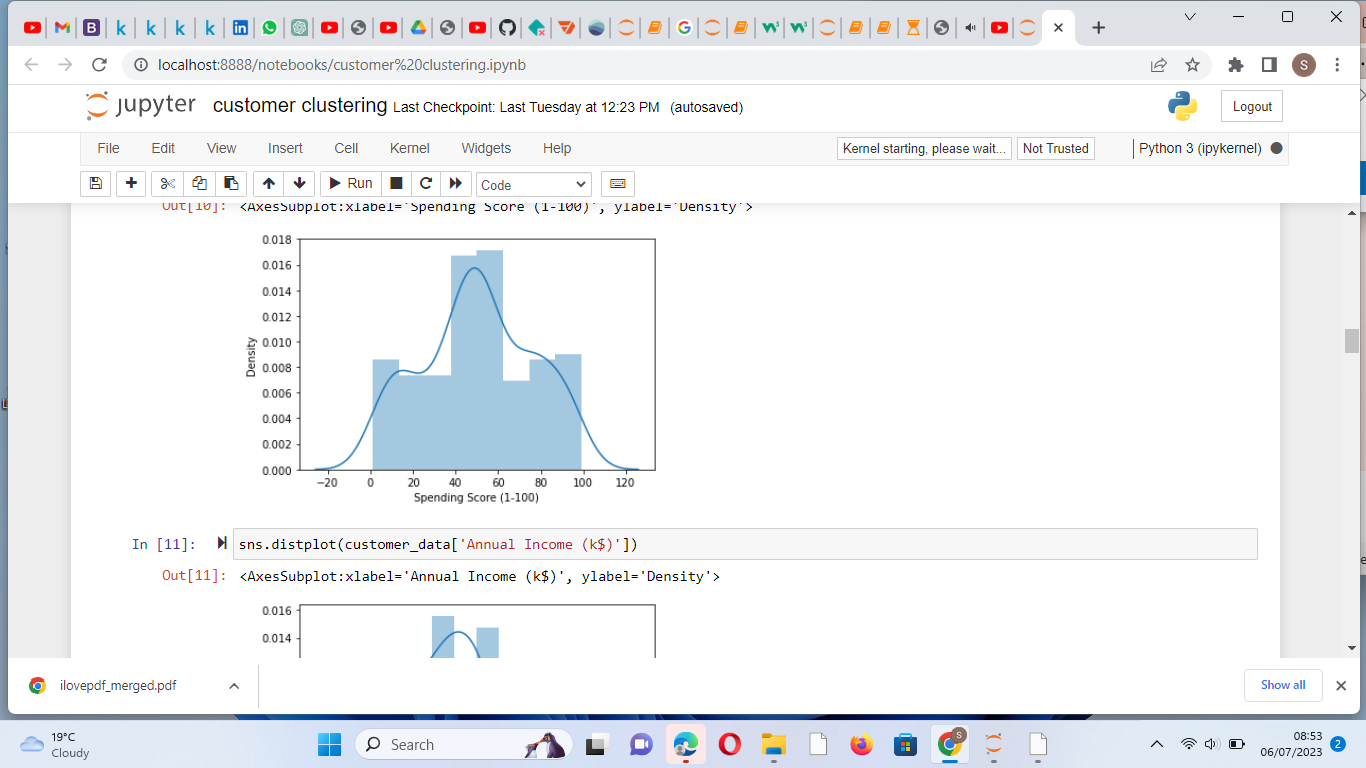 localhost:8888/notebooks/customer%20clustering.ipynb
S
jupyter customer clustering Last Checkpoint: Last Tuesday at 12:23 PM (autosaved)
Logout
File Edit View Insert Cell Kernel Widgets Help
Kernel starting, please wait... Not Trusted Python 3 (ipykernel)
Run Code
Out[10]: <AxesSubplot:xlabel='Spending Score (1-100)', ylabel='Density'>
0.018
0.016
0.014
0.012
0.010
0.008
0.006
0.004
0.002
0.000
Density
−20 0 20 40 60 80 100 120
Spending Score (1-100)
In [11]: sns.distplot(customer_data['Annual Income (k$)'])
Out[11]: <AxesSubplot:xlabel='Annual Income (k$)', ylabel='Density'>
0.016
0.014
ilovepdf_merged.pdf
Show all
19°C
Cloudy
Search
S
08:53
06/07/2023
2